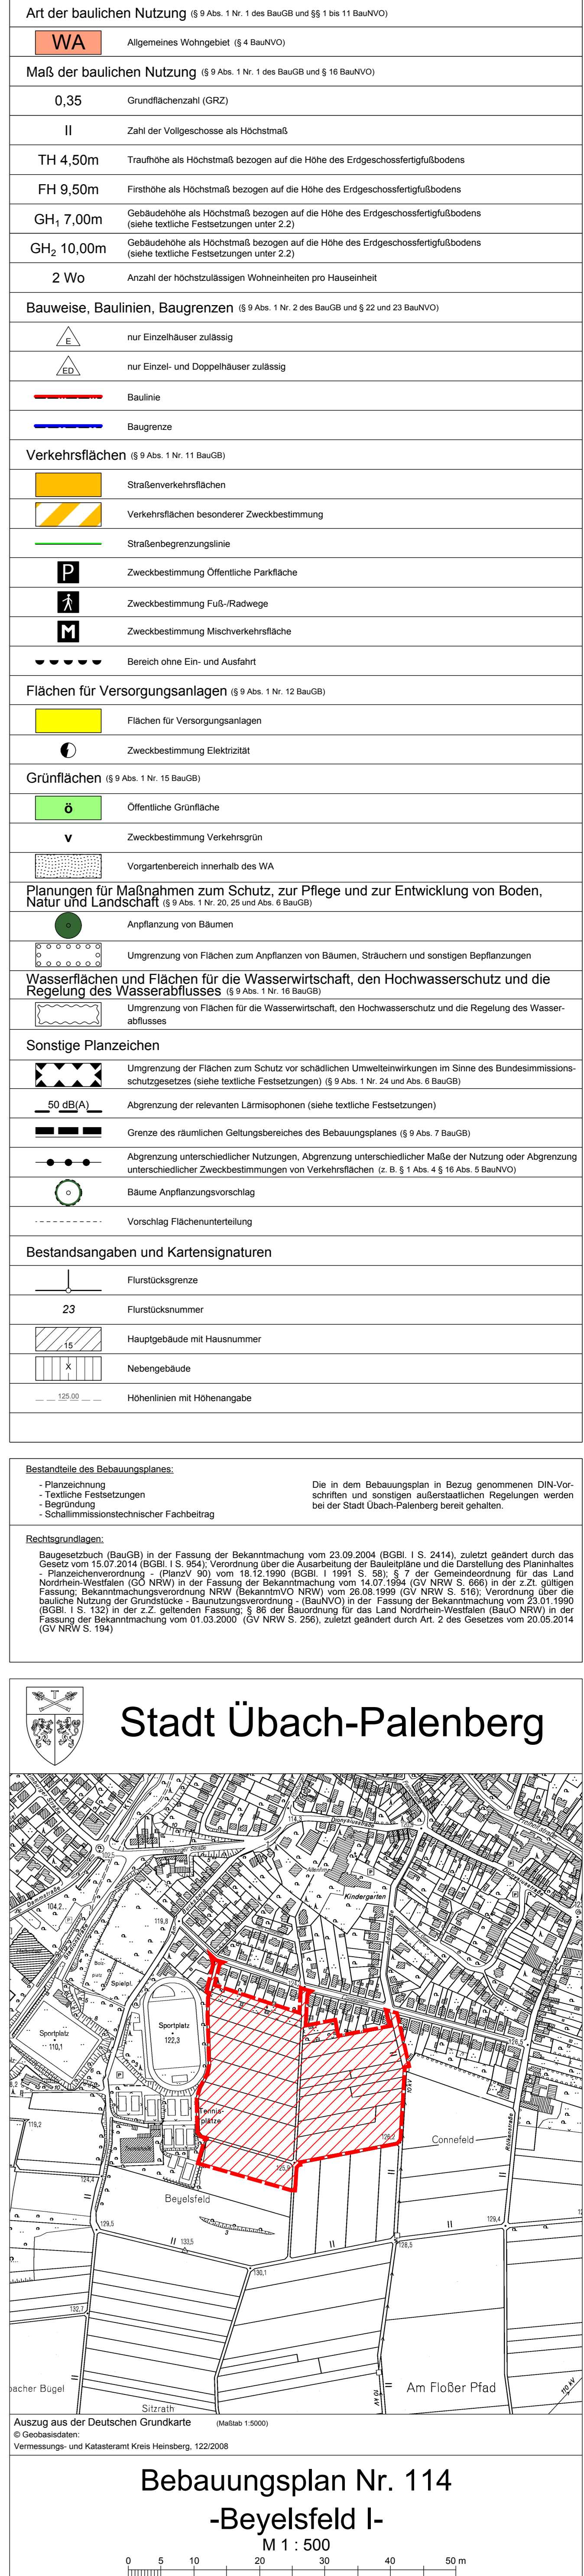 Art der baulichen Nutzung (§ 9 Abs. 1 Nr. 1 des BauGB und §§ 1 bis 11 BauNVO)
WA Allgemeines Wohngebiet (§ 4 BauNVO)
Maß der baulichen Nutzung (§ 9 Abs. 1 Nr. 1 des BauGB und § 16 BauNVO)
0,35 Grundflächenzahl (GRZ)
II Zahl der Vollgeschosse als Höchstmaß
TH 4,50m Traufhöhe als Höchstmaß bezogen auf die Höhe des Erdgeschossfertigfußbodens
FH 9,50m Firsthöhe als Höchstmaß bezogen auf die Höhe des Erdgeschossfertigfußbodens
GH1 7,00m Gebäudehöhe als Höchstmaß bezogen auf die Höhe des Erdgeschossfertigfußbodens
(siehe textliche Festsetzungen unter 2.2)
GH2 10,00m Gebäudehöhe als Höchstmaß bezogen auf die Höhe des Erdgeschossfertigfußbodens
(siehe textliche Festsetzungen unter 2.2)
2 Wo Anzahl der höchstzulässigen Wohneinheiten pro Hauseinheit
Bauweise, Baulinien, Baugrenzen (§ 9 Abs. 1 Nr. 2 des BauGB und § 22 und 23 BauNVO)
E nur Einzelhäuser zulässig
ED nur Einzel- und Doppelhäuser zulässig
Baulinie
Baugrenze
Verkehrsflächen (§ 9 Abs. 1 Nr. 11 BauGB)
Straßenverkehrsflächen
Verkehrsflächen besonderer Zweckbestimmung
Straßenbegrenzungslinie
P Zweckbestimmung Öffentliche Parkfläche
Zweckbestimmung Fuß-/Radwege
M Zweckbestimmung Mischverkehrsfläche
Bereich ohne Ein- und Ausfahrt
Flächen für Versorgungsanlagen (§ 9 Abs. 1 Nr. 12 BauGB)
Flächen für Versorgungsanlagen
Zweckbestimmung Elektrizität
Grünflächen (§ 9 Abs. 1 Nr. 15 BauGB)
ö Öffentliche Grünfläche
v Zweckbestimmung Verkehrsgrün
Vorgartenbereich innerhalb des WA
Planungen für Maßnahmen zum Schutz, zur Pflege und zur Entwicklung von Boden,
Natur und Landschaft (§ 9 Abs. 1 Nr. 20, 25 und Abs. 6 BauGB)
Anpflanzung von Bäumen
Umgrenzung von Flächen zum Anpflanzen von Bäumen, Sträuchern und sonstigen Bepflanzungen
Wasserflächen und Flächen für die Wasserwirtschaft, den Hochwasserschutz und die
Regelung des Wasserabflusses (§ 9 Abs. 1 Nr. 16 BauGB)
Umgrenzung von Flächen für die Wasserwirtschaft, den Hochwasserschutz und die Regelung des Wasser-
abflusses
Sonstige Planzeichen
Umgrenzung der Flächen zum Schutz vor schädlichen Umwelteinwirkungen im Sinne des Bundesimmissions-
schutzgesetzes (siehe textliche Festsetzungen) (§ 9 Abs. 1 Nr. 24 und Abs. 6 BauGB)
50 dB(A) Abgrenzung der relevanten Lärmisophonen (siehe textliche Festsetzungen)
Grenze des räumlichen Geltungsbereiches des Bebauungsplanes (§ 9 Abs. 7 BauGB)
Abgrenzung unterschiedlicher Nutzungen, Abgrenzung unterschiedlicher Maße der Nutzung oder Abgrenzung
unterschiedlicher Zweckbestimmungen von Verkehrsflächen (z. B. § 1 Abs. 4 § 16 Abs. 5 BauNVO)
Bäume Anpflanzungsvorschlag
Vorschlag Flächenunterteilung
Bestandsangaben und Kartensignaturen
Flurstücksgrenze
23 Flurstücksnummer
15 Hauptgebäude mit Hausnummer
X Nebengebäude
125.00 Höhenlinien mit Höhenangabe
Bestandteile des Bebauungsplanes:
- Planzeichnung
- Textliche Festsetzungen
- Begründung
- Schallimmissionstechnischer Fachbeitrag
Die in dem Bebauungsplan in Bezug genommenen DIN-Vor-
schriften und sonstigen außerstaatlichen Regelungen werden
bei der Stadt Übach-Palenberg bereit gehalten.
Rechtsgrundlagen:
Baugesetzbuch (BauGB) in der Fassung der Bekanntmachung vom 23.09.2004 (BGBl. I S. 2414), zuletzt geändert durch das
Gesetz vom 15.07.2014 (BGBl. I S. 954); Verordnung über die Ausarbeitung der Bauleitpläne und die Darstellung des Planinhaltes
- Planzeichenverordnung - (PlanzV 90) vom 18.12.1990 (BGBl. I 1991 S. 58); § 7 der Gemeindeordnung für das Land
Nordrhein-Westfalen (GO NRW) in der Fassung der Bekanntmachung vom 14.07.1994 (GV NRW S. 666) in der z.Zt. gültigen
Fassung; Bekanntmachungsverordnung NRW (BekanntmVO NRW) vom 26.08.1999 (GV NRW S. 516); Verordnung über die
bauliche Nutzung der Grundstücke - Baunutzungsverordnung - (BauNVO) in der Fassung der Bekanntmachung vom 23.01.1990
(BGBl. I S. 132) in der z.Z. geltenden Fassung; § 86 der Bauordnung für das Land Nordrhein-Westfalen (BauO NRW) in der
Fassung der Bekanntmachung vom 01.03.2000 (GV NRW S. 256), zuletzt geändert durch Art. 2 des Gesetzes vom 20.05.2014
(GV NRW S. 194)
Stadt Übach-Palenberg
114,3
Kindergarten
104,2
119,8
Spielpl.
Sportplatz
122,3
Sportplatz
110,1
Tennis-
plätze
119,2
124,4
126,2
125,9
Connefeld
Beyelsfeld
129,5
133,5
130,1
128,5
129,4
132,7
10 kV
110 kV
Am Floßer Pfad
Sitzrath
Auszug aus der Deutschen Grundkarte (Maßstab 1:5000)
© Geobasisdaten:
Vermessungs- und Katasteramt Kreis Heinsberg, 122/2008
Bebauungsplan Nr. 114
-Beyelsfeld I-
M 1 : 500
0 5 10 20 30 40 50 m